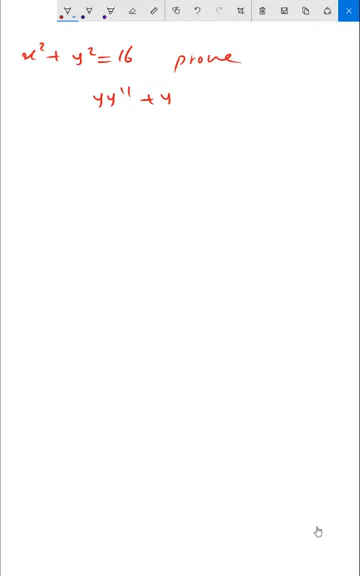 x² + y² = 16 prove
yy'' + y